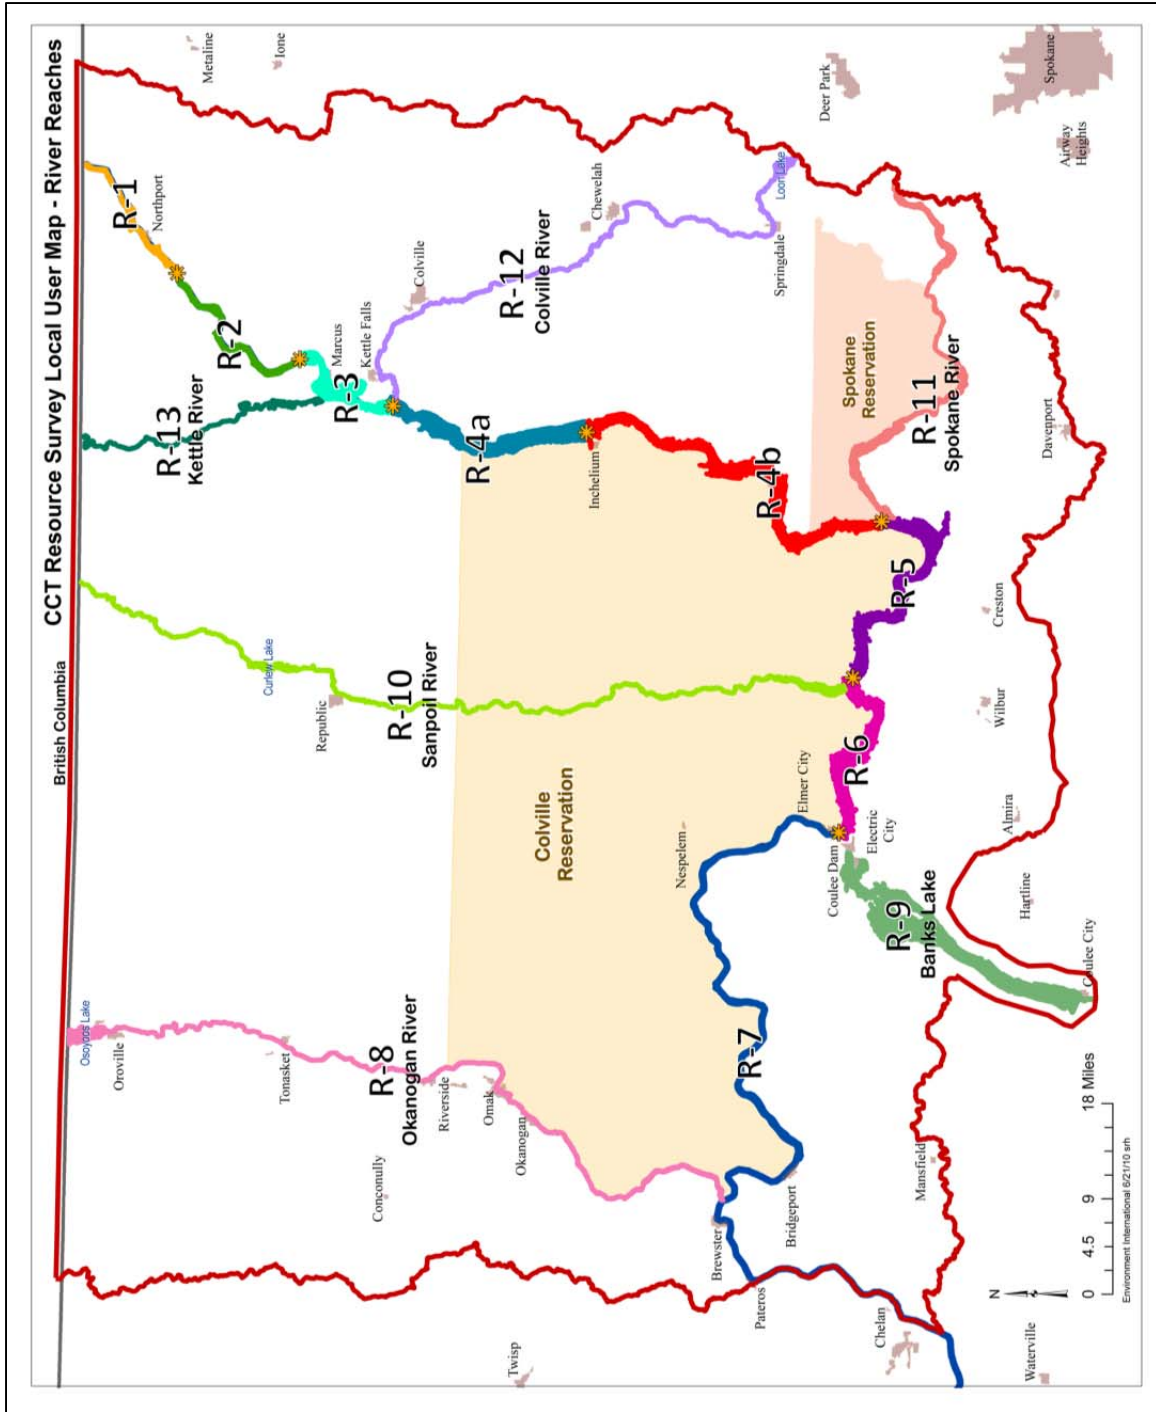 CCT Resource Survey Local User Map - River Reaches
British Columbia
Metaline
Ione
R-1
Northport
R-2
R-13
Kettle River
Marcus
R-3
Kettle Falls
Colville
R-12
Colville River
Chewelah
Loon Lake
Springdale
Deer Park
Spokane
Airway
Heights
R-4a
Inchelium
R-4b
Spokane
Reservation
R-11
Spokane River
Davenport
R-5
Creston
Curlew Lake
Republic
R-10
Sanpoil River
Colville
Reservation
Wilbur
R-6
Elmer City
Nespelem
Electric
City
Coulee Dam
Almira
R-9
Banks Lake
Hartline
Coulee City
Osoyoos Lake
Oroville
Tonasket
R-8
Okanogan River
Riverside
Omak
Okanogan
Conconully
R-7
Bridgeport
Brewster
Pateros
Mansfield
Chelan
Twisp
Waterville
N
0 4.5 9 18 Miles
Environment International 6/21/10 srh